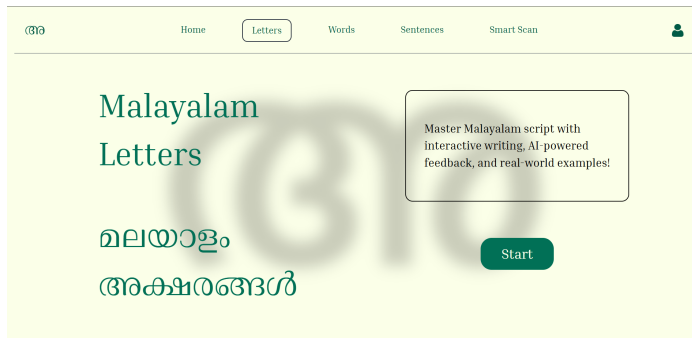 അ
Home
Letters
Words
Sentences
Smart Scan
Malayalam
Letters
മലയാളം
അക്ഷരങ്ങൾ
അ
Master Malayalam script with
interactive writing, AI-powered
feedback, and real-world examples!
Start